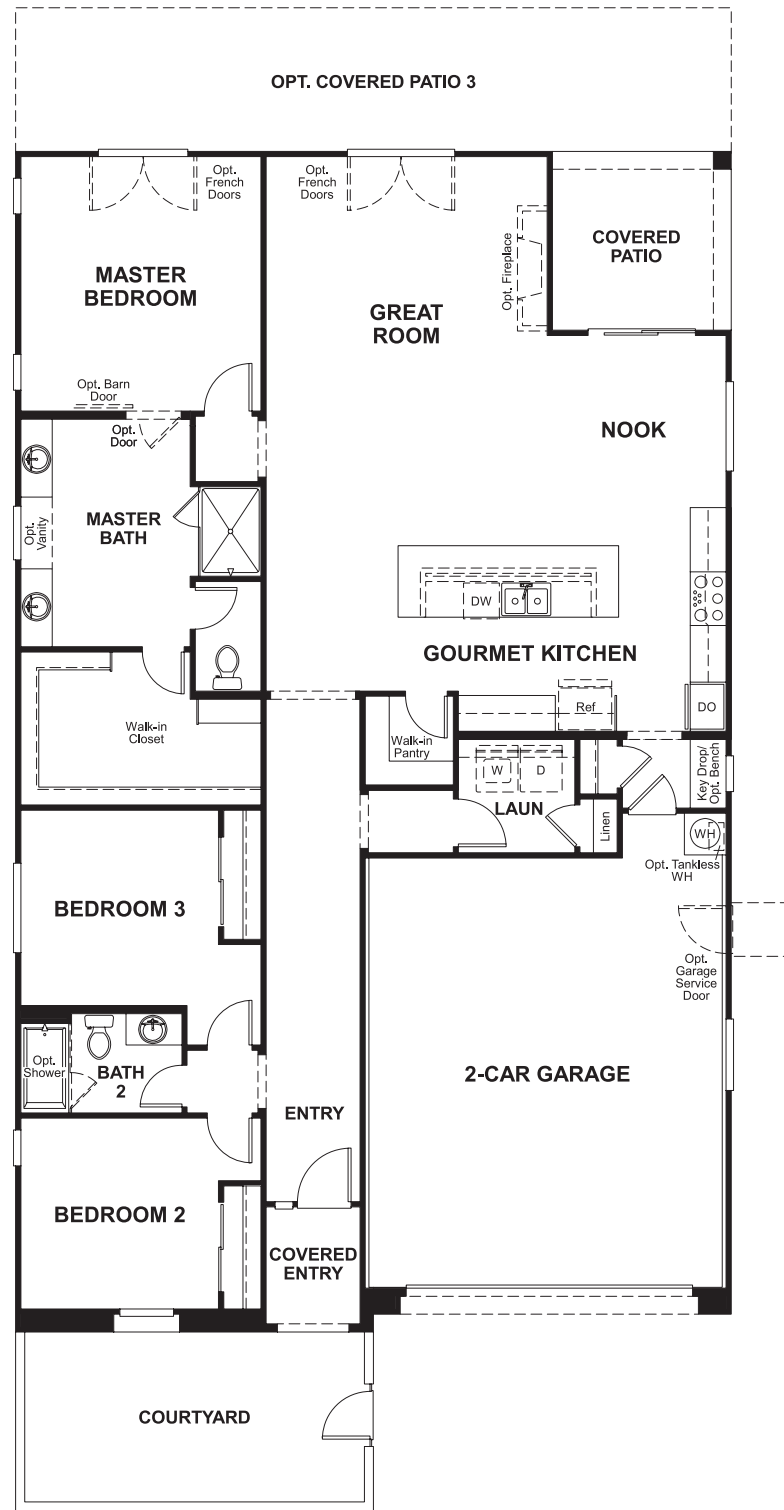 OPT. COVERED PATIO 3
Opt.
French
Doors
Opt.
French
Doors
Opt. Fireplace
COVERED
PATIO
MASTER
BEDROOM
GREAT
ROOM
Opt. Barn
Door
Opt.
Door
NOOK
MASTER
BATH
Opt.
Vanity
DW
GOURMET KITCHEN
Walk-in
Closet
Ref
DO
Walk-in
Pantry
W
D
LAUN
Linen
Key Drop/
Opt. Bench
WH
Opt. Tankless
WH
BEDROOM 3
Opt.
Garage
Service
Door
Opt.
Shower
BATH
2
2-CAR GARAGE
ENTRY
BEDROOM 2
COVERED
ENTRY
COURTYARD